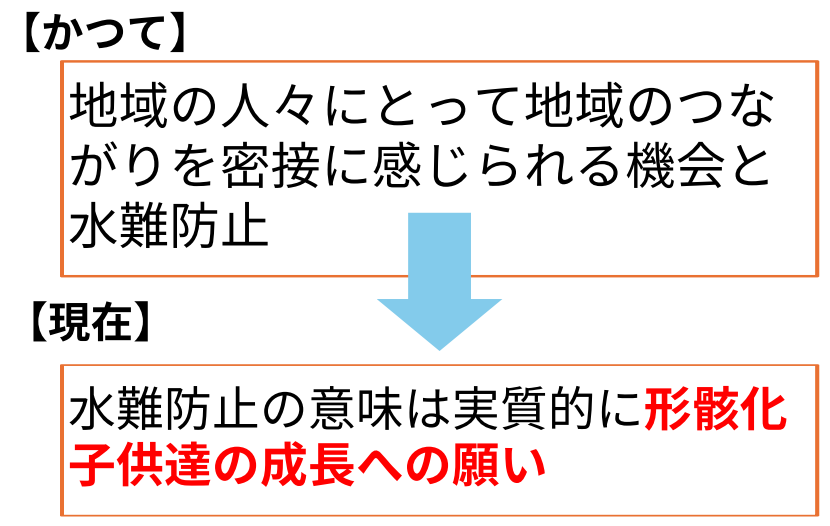 【かつて】
地域の人々にとって地域のつな
がりを密接に感じられる機会と
水難防止
【現在】
水難防止の意味は実質的に形骸化
子供達の成長への願い